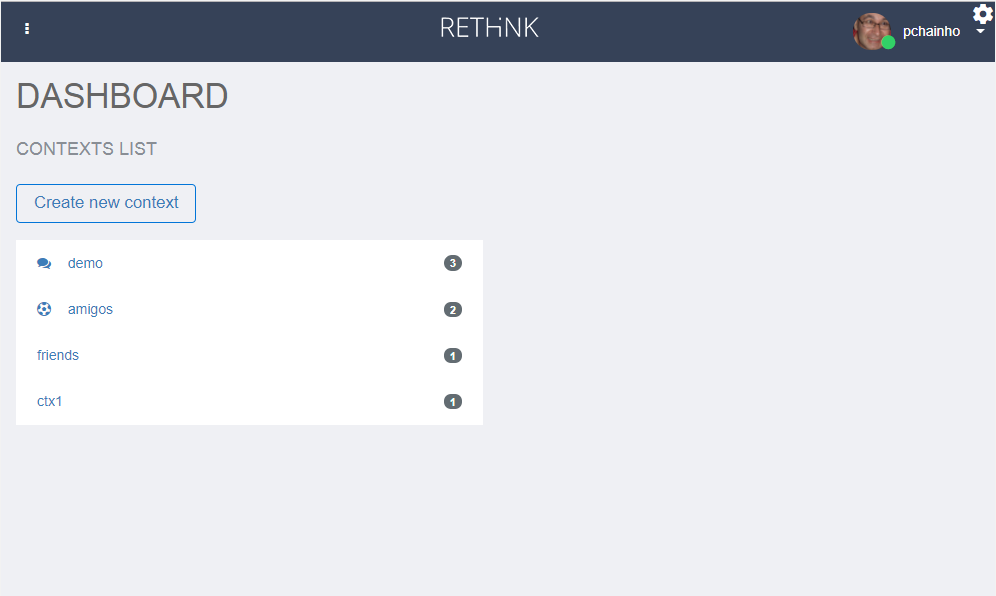 RETHiNK
pchainho
DASHBOARD
CONTEXTS LIST
Create new context
demo 3
amigos 2
friends 1
ctx1 1